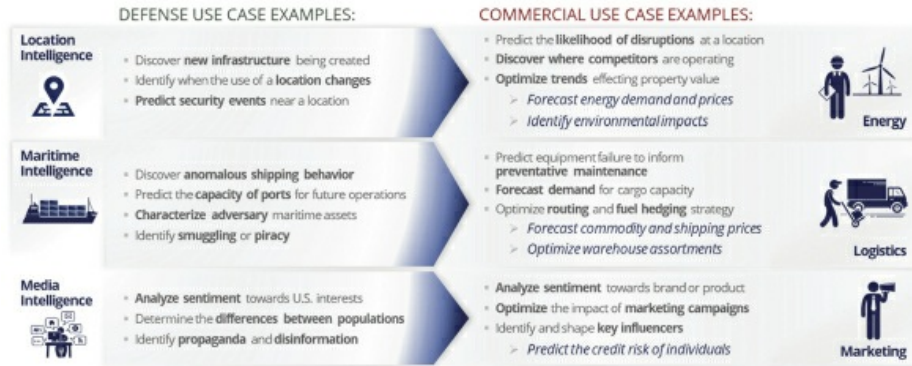 DEFENSE USE CASE EXAMPLES:
COMMERCIAL USE CASE EXAMPLES:
Location
Intelligence
Discover new infrastructure being created
Identify when the use of a location changes
Predict security events near a location
Predict the likelihood of disruptions at a location
Discover where competitors are operating
Optimize trends effecting property value
Forecast energy demand and prices
Identify environmental impacts
Energy
Maritime
Intelligence
Discover anomalous shipping behavior
Predict the capacity of ports for future operations
Characterize adversary maritime assets
Identify smuggling or piracy
Predict equipment failure to inform
preventative maintenance
Forecast demand for cargo capacity
Optimize routing and fuel hedging strategy
Forecast commodity and shipping prices
Optimize warehouse assortments
Logistics
Media
Intelligence
Analyze sentiment towards U.S. interests
Determine the differences between populations
Identify propaganda and disinformation
Analyze sentiment towards brand or product
Optimize the impact of marketing campaigns
Identify and shape key influencers
Predict the credit risk of individuals
Marketing